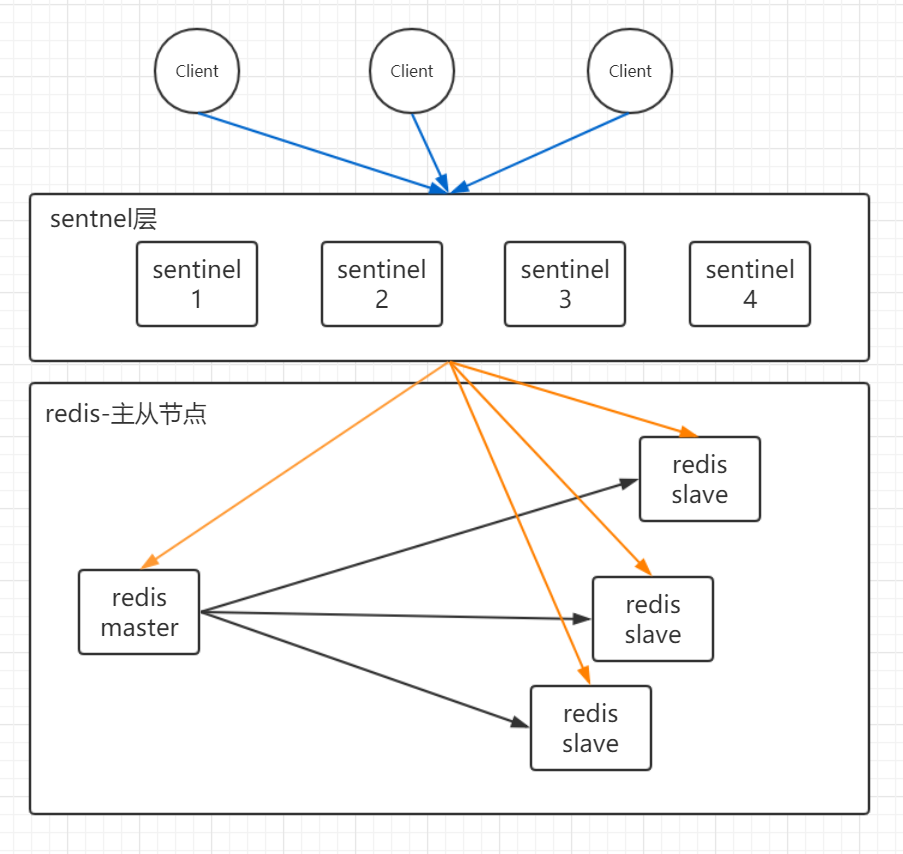 Client
Client
Client
sentnel层
sentinel
1
sentinel
2
sentinel
3
sentinel
4
redis-主从节点
redis
slave
redis
master
redis
slave
redis
slave